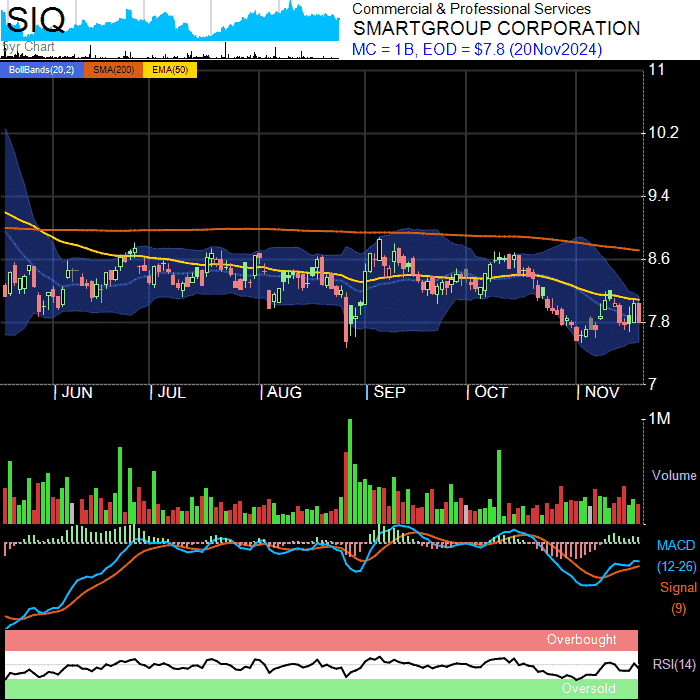 SIQ
Commercial & Professional Services
SMARTGROUP CORPORATION
MC = 1B, EOD = $7.8 (20Nov2024)
5yr Chart
BollBands(20,2) SMA(200) EMA(50)
11
10.2
9.4
8.6
7.8
7
JUN JUL AUG SEP OCT NOV
1M
Volume
MACD
(12-26)
Signal
(9)
Overbought
RSI(14)
Oversold